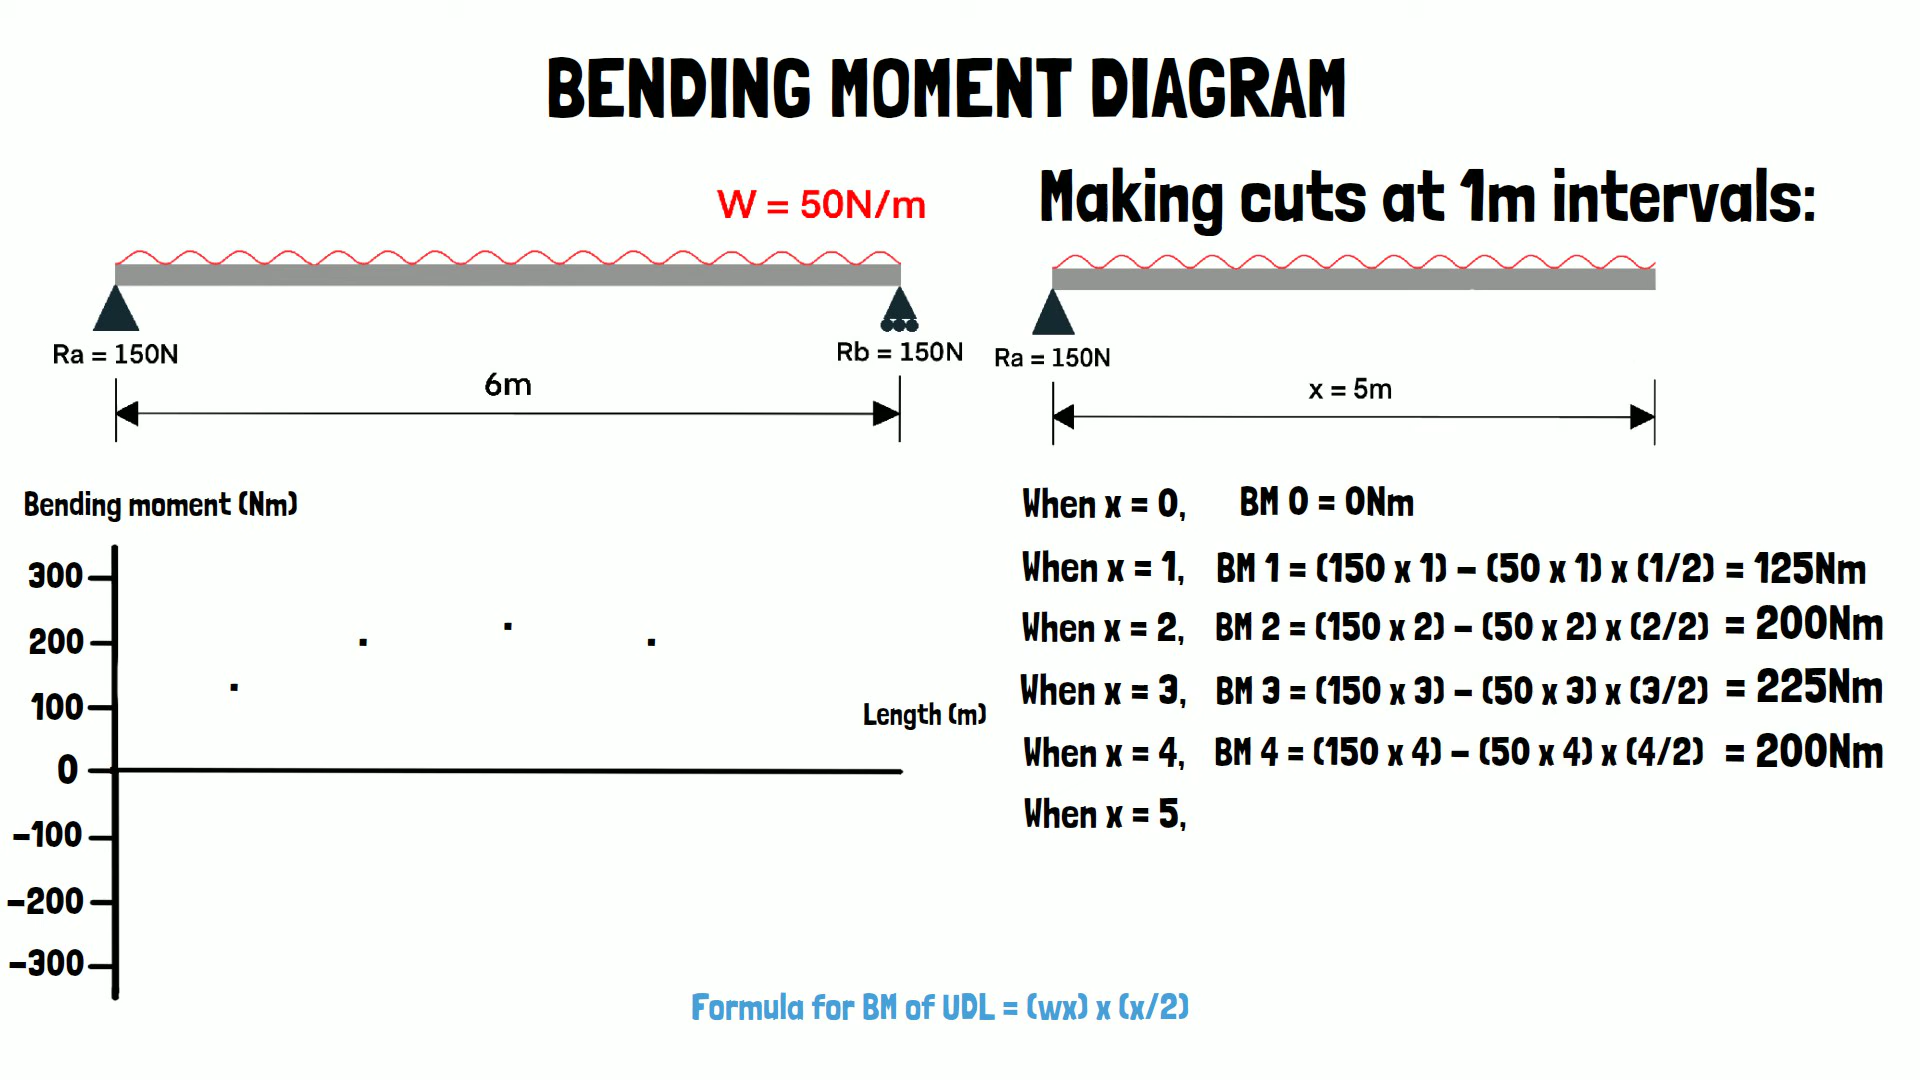 BENDING MOMENT DIAGRAM
W = 50N/m
Ra = 150N
Rb = 150N
6m
Making cuts at 1m intervals:
Ra = 150N
x = 5m
Bending moment (Nm)
300
200
100
0
-100
-200
-300
Length (m)
When x = 0, BM 0 = 0Nm
When x = 1, BM 1 = (150 x 1) - (50 x 1) x (1/2) = 125Nm
When x = 2, BM 2 = (150 x 2) - (50 x 2) x (2/2) = 200Nm
When x = 3, BM 3 = (150 x 3) - (50 x 3) x (3/2) = 225Nm
When x = 4, BM 4 = (150 x 4) - (50 x 4) x (4/2) = 200Nm
When x = 5,
Formula for BM of UDL = (wx) x (x/2)